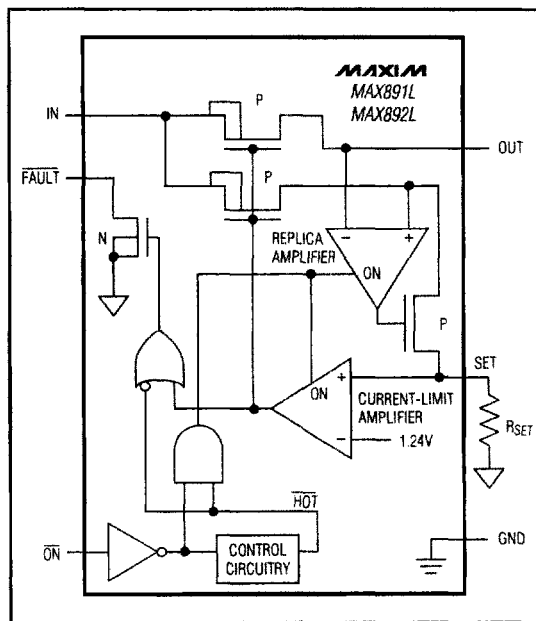 MAXIM
MAX891L
MAX892L
IN
P
OUT
FAULT
P
N
REPLICA
AMPLIFIER
−
+
ON
P
SET
ON
+
−
CURRENT-LIMIT
AMPLIFIER
1.24V
RSET
HOT
ON
CONTROL
CIRCUITRY
GND